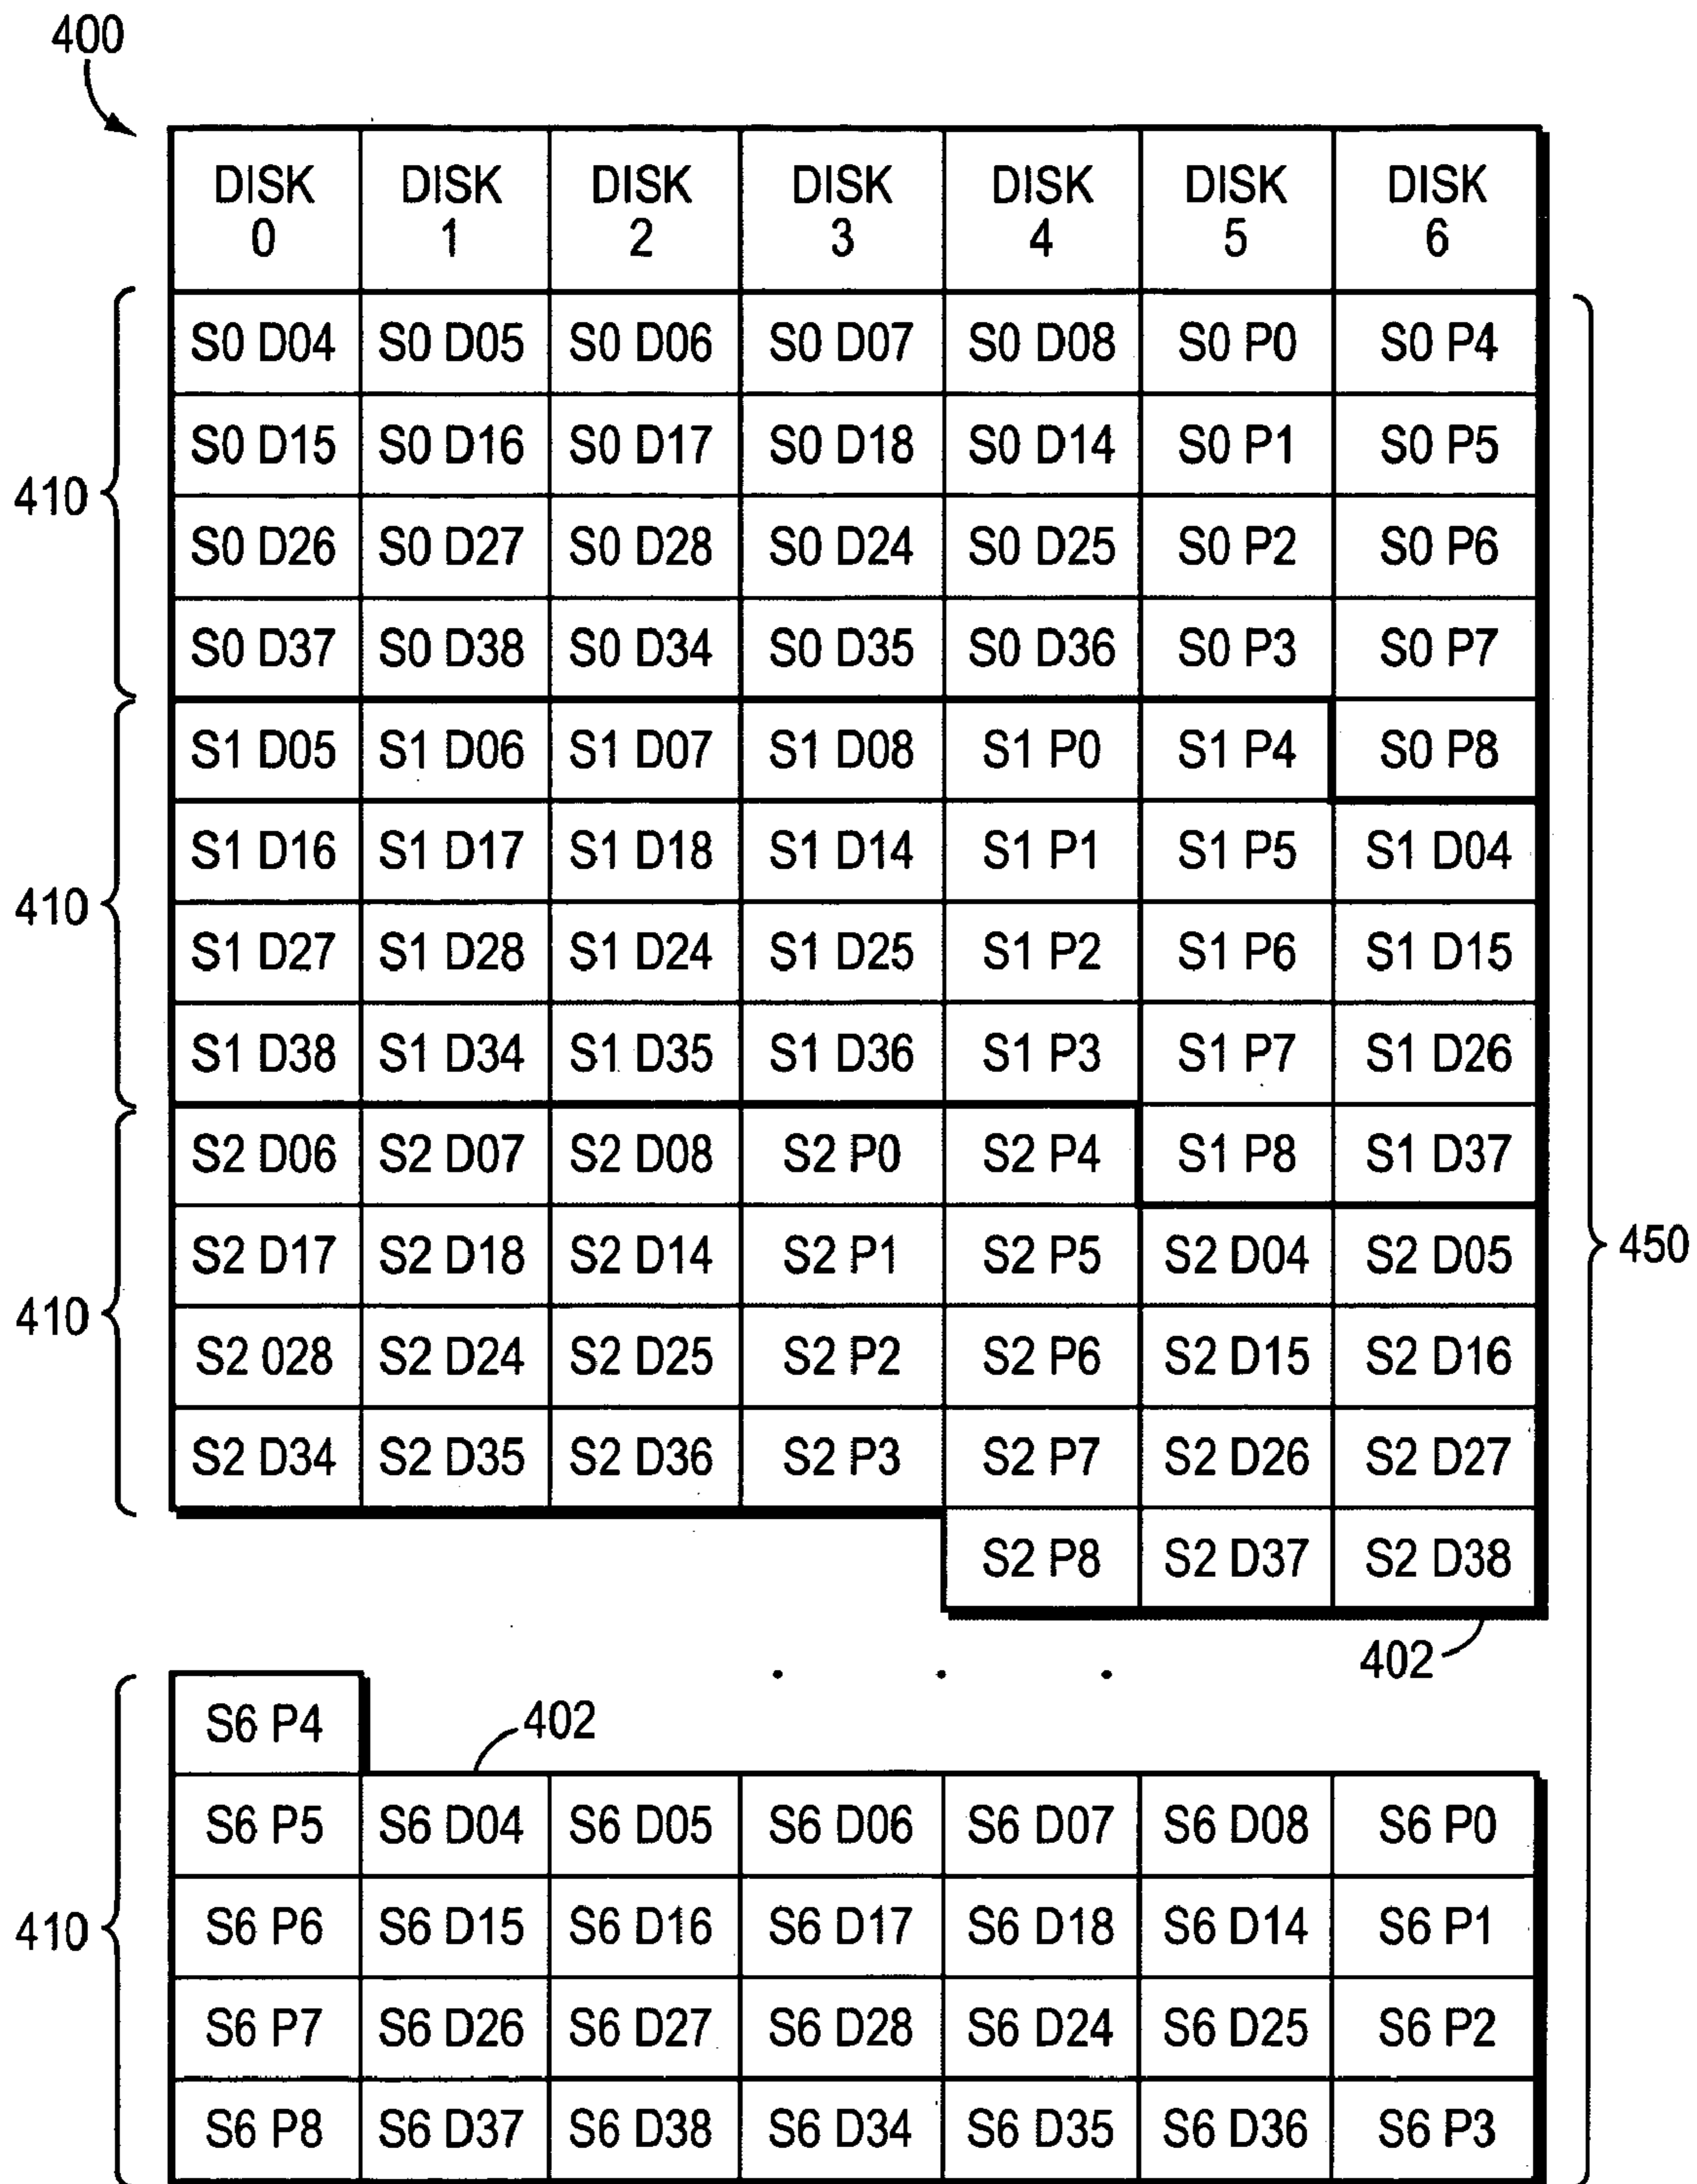 400
DISK 0 DISK 1 DISK 2 DISK 3 DISK 4 DISK 5 DISK 6
S0 D04 S0 D05 S0 D06 S0 D07 S0 D08 S0 P0 S0 P4
S0 D15 S0 D16 S0 D17 S0 D18 S0 D14 S0 P1 S0 P5
410
S0 D26 S0 D27 S0 D28 S0 D24 S0 D25 S0 P2 S0 P6
S0 D37 S0 D38 S0 D34 S0 D35 S0 D36 S0 P3 S0 P7
S1 D05 S1 D06 S1 D07 S1 D08 S1 P0 S1 P4 S0 P8
S1 D16 S1 D17 S1 D18 S1 D14 S1 P1 S1 P5 S1 D04
410
S1 D27 S1 D28 S1 D24 S1 D25 S1 P2 S1 P6 S1 D15
S1 D38 S1 D34 S1 D35 S1 D36 S1 P3 S1 P7 S1 D26
S2 D06 S2 D07 S2 D08 S2 P0 S2 P4 S1 P8 S1 D37
S2 D17 S2 D18 S2 D14 S2 P1 S2 P5 S2 D04 S2 D05
450
410
S2 028 S2 D24 S2 D25 S2 P2 S2 P6 S2 D15 S2 D16
S2 D34 S2 D35 S2 D36 S2 P3 S2 P7 S2 D26 S2 D27
S2 P8 S2 D37 S2 D38
402
. . .
S6 P4
402
S6 P5 S6 D04 S6 D05 S6 D06 S6 D07 S6 D08 S6 P0
410
S6 P6 S6 D15 S6 D16 S6 D17 S6 D18 S6 D14 S6 P1
S6 P7 S6 D26 S6 D27 S6 D28 S6 D24 S6 D25 S6 P2
S6 P8 S6 D37 S6 D38 S6 D34 S6 D35 S6 D36 S6 P3